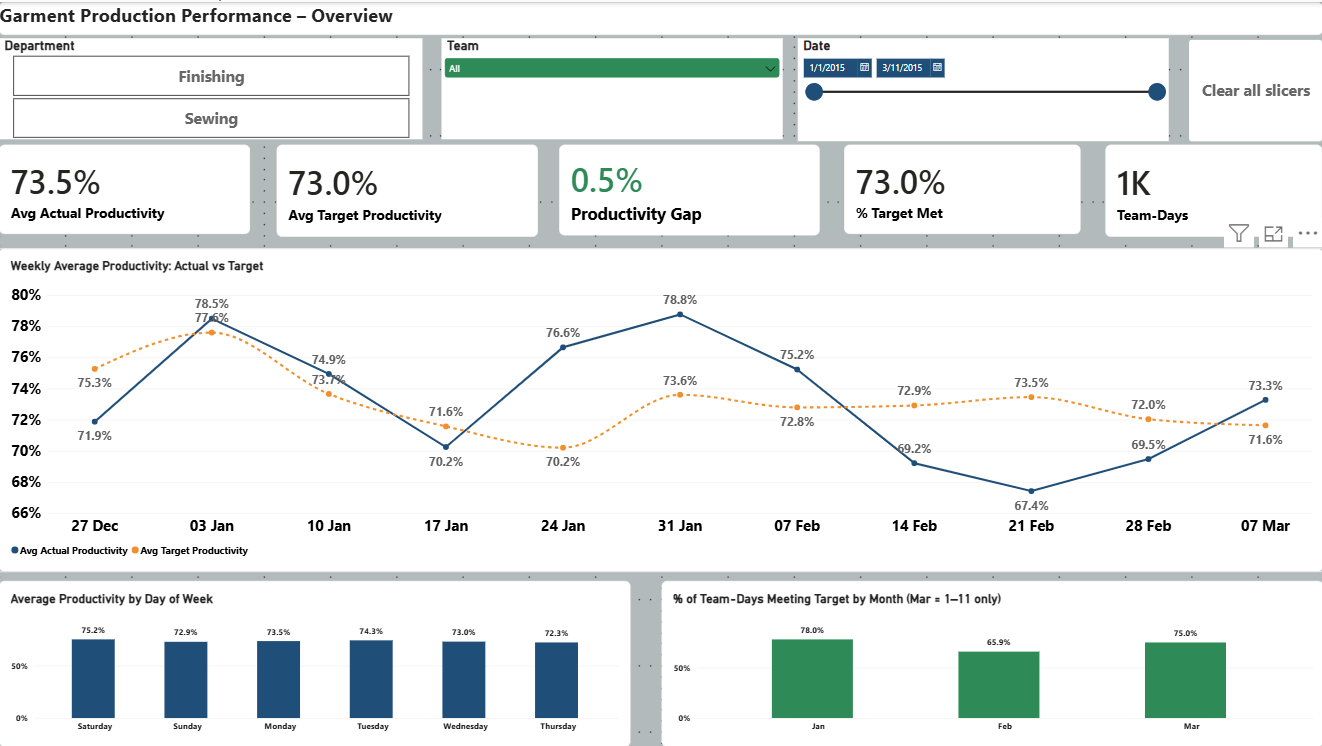 Garment Production Performance – Overview
Department
Finishing
Sewing
Team
All
Date
1/1/2015 3/11/2015
Clear all slicers
73.5%
Avg Actual Productivity
73.0%
Avg Target Productivity
0.5%
Productivity Gap
73.0%
% Target Met
1K
Team-Days
Weekly Average Productivity: Actual vs Target
80%
78%
76%
74%
72%
70%
68%
66%
78.5%
77.6%
75.3%
71.9%
74.9%
73.7%
71.6%
70.2%
76.6%
70.2%
78.8%
73.6%
75.2%
72.8%
72.9%
69.2%
73.5%
67.4%
72.0%
69.5%
73.3%
71.6%
27 Dec 03 Jan 10 Jan 17 Jan 24 Jan 31 Jan 07 Feb 14 Feb 21 Feb 28 Feb 07 Mar
Avg Actual Productivity Avg Target Productivity
Average Productivity by Day of Week
75.2% 72.9% 73.5% 74.3% 73.0% 72.3%
50%
0%
Saturday Sunday Monday Tuesday Wednesday Thursday
% of Team-Days Meeting Target by Month (Mar = 1–11 only)
78.0% 65.9% 75.0%
50%
0%
Jan Feb Mar